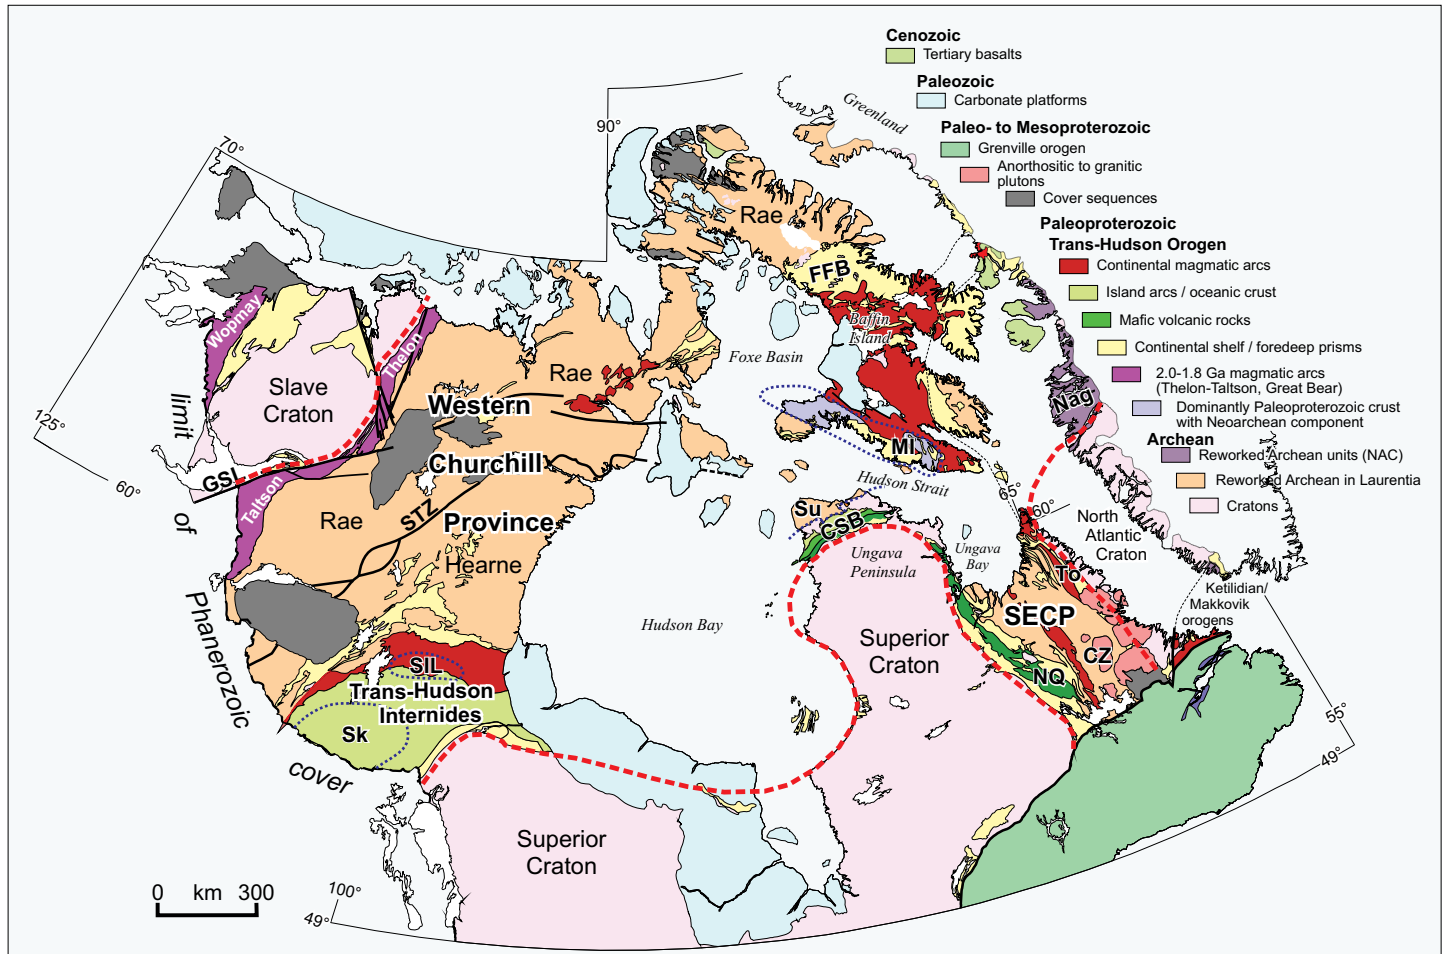 Cenozoic
Tertiary basalts
Paleozoic
Carbonate platforms
Paleo- to Mesoproterozoic
Grenville orogen
Anorthositic to granitic
plutons
Cover sequences
Paleoproterozoic
Trans-Hudson Orogen
Continental magmatic arcs
Island arcs / oceanic crust
Mafic volcanic rocks
Continental shelf / foredeep prisms
2.0-1.8 Ga magmatic arcs
(Thelon-Taltson, Great Bear)
Dominantly Paleoproterozoic crust
with Neoarchean component
Archean
Reworked Archean units (NAC)
Reworked Archean in Laurentia
Cratons
70°
90°
Greenland
Rae
FFB
Baffin
Island
Foxe Basin
Wopmay
Thelon
Slave
Craton
Rae
Western
Churchill
Province
125°
60°
GSL
Taltson
Rae
STZ
Hearne
limit
of
Phanerozoic
cover
Nag
MI
Hudson Strait
65°
60°
Su
CSB
Ungava
Peninsula
Ungava
Bay
North
Atlantic
Craton
To
SECP
CZ
NQ
Ketilidian/
Makkovik
orogens
Hudson Bay
Superior
Craton
SIL
Trans-Hudson
Internides
Sk
55°
49°
Superior
Craton
0 km 300
100°
49°